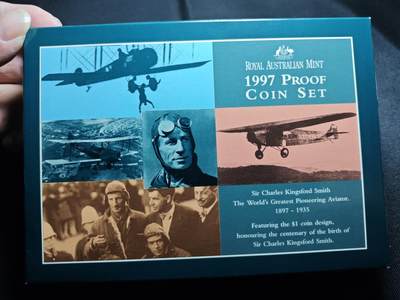 ROYAL AUSTRALIAN MINT
1997 PROOF
COIN SET
Sir Charles Kingsford Smith
The World's Greatest Pioneering Aviator.
1897 - 1935
Featuring the $1 coin design,
honouring the centenary of the birth of
Sir Charles Kingsford Smith.